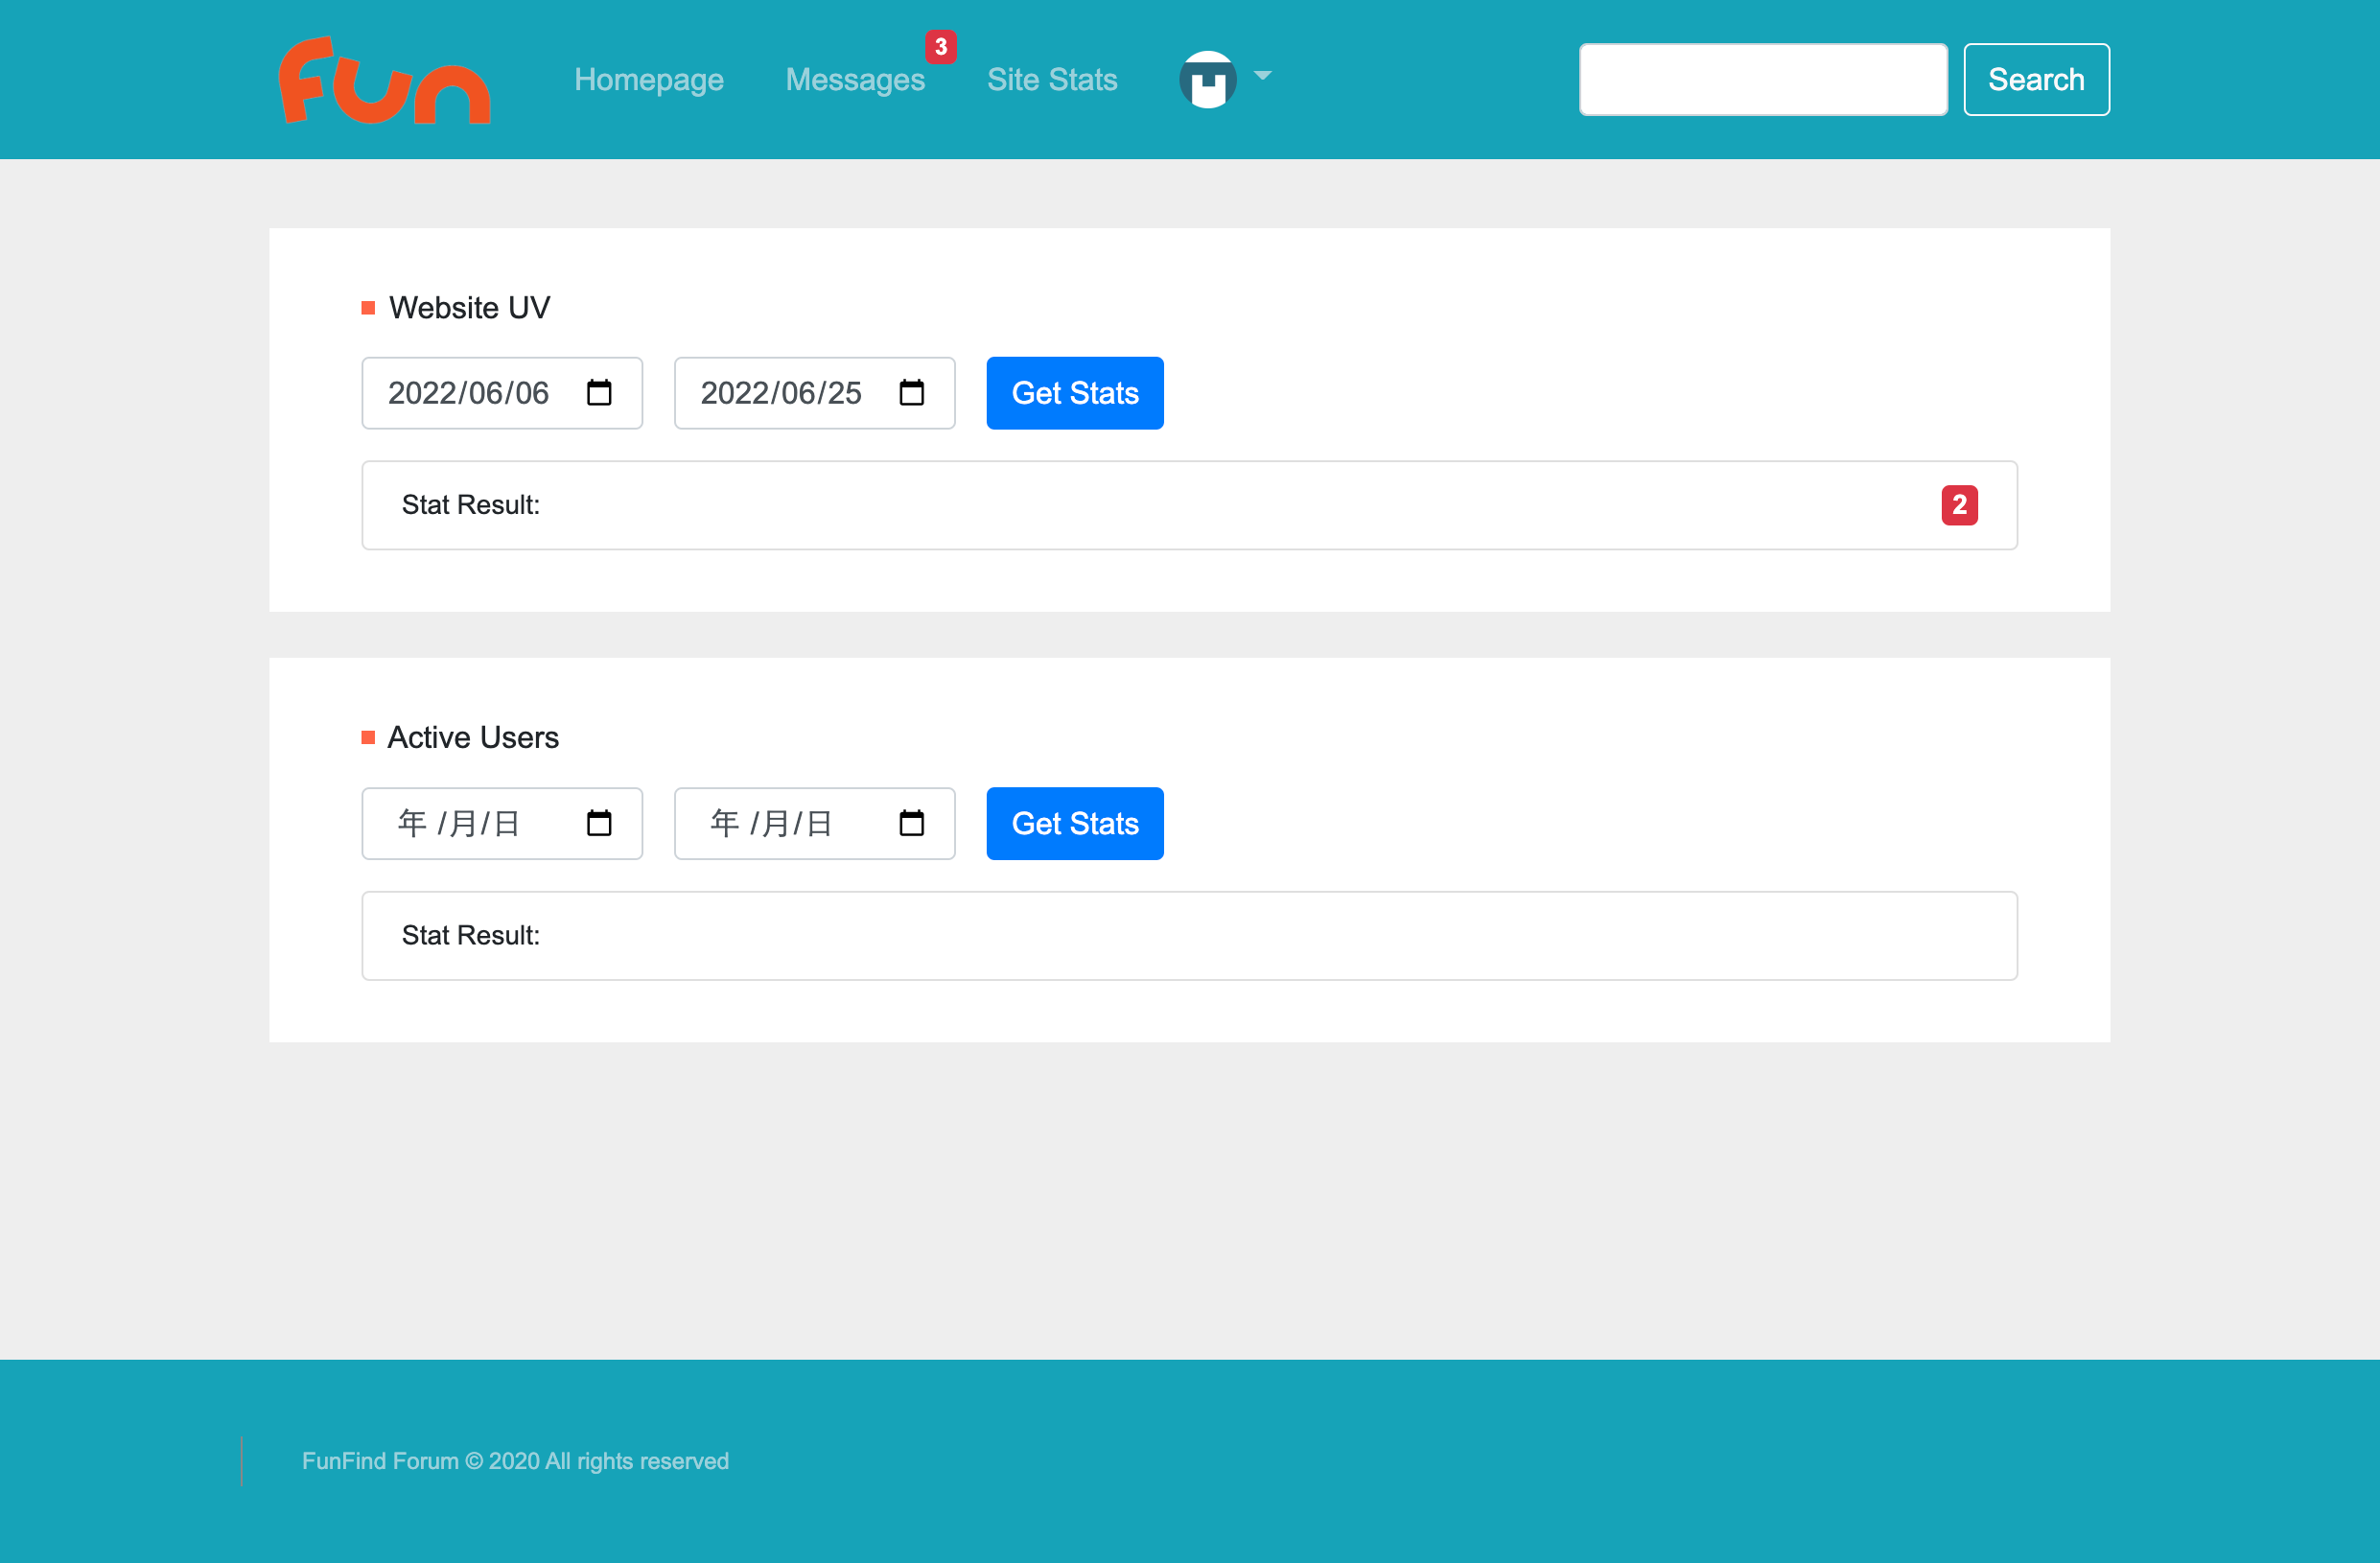 Fun
Homepage
Messages
3
Site Stats
Search
Website UV
2022/06/06
2022/06/25
Get Stats
Stat Result:
2
Active Users
年 /月/日
年 /月/日
Get Stats
Stat Result:
FunFind Forum © 2020 All rights reserved